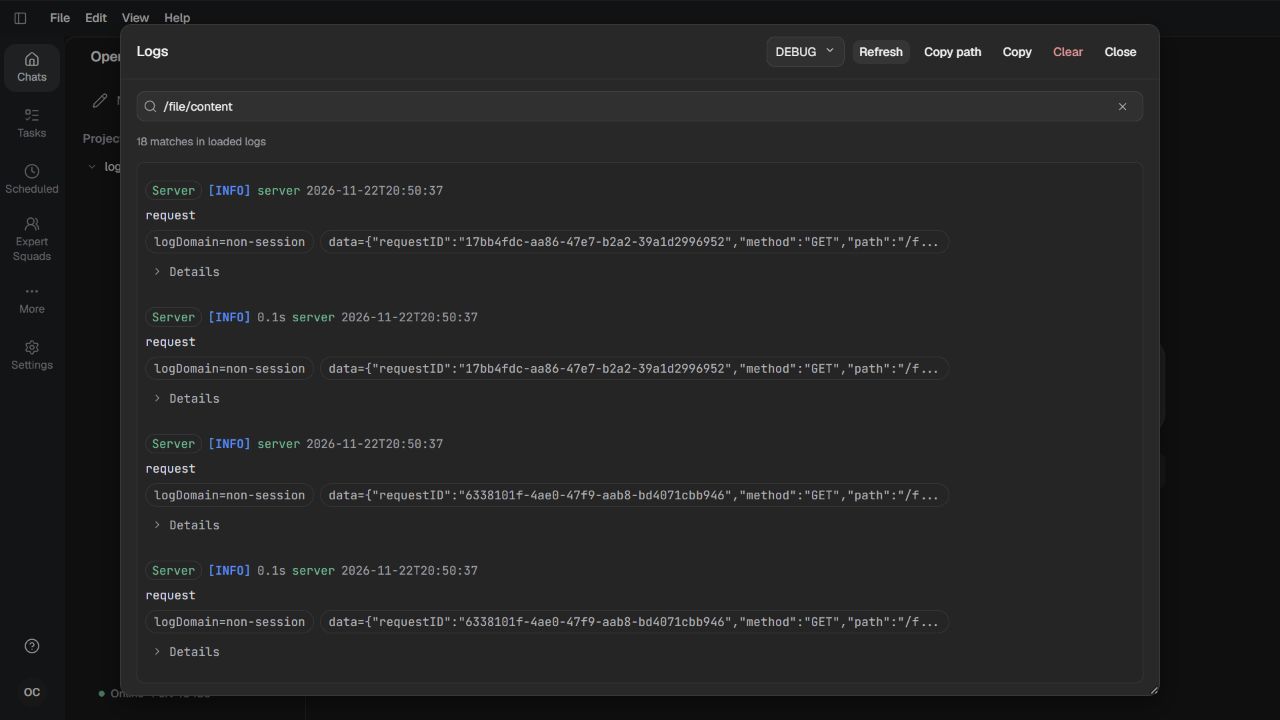 File Edit View Help
Logs
DEBUG
Refresh
Copy path
Copy
Clear
Close
Chats
Tasks
Scheduled
Expert
Squads
More
Settings
OC
/file/content
18 matches in loaded logs
Server [INFO] server 2026-11-22T20:50:37
request
logDomain=non-session data={"requestID":"17bb4fdc-aa86-47e7-b2a2-39a1d2996952","method":"GET","path":"/f...
Details
Server [INFO] 0.1s server 2026-11-22T20:50:37
request
logDomain=non-session data={"requestID":"17bb4fdc-aa86-47e7-b2a2-39a1d2996952","method":"GET","path":"/f...
Details
Server [INFO] server 2026-11-22T20:50:37
request
logDomain=non-session data={"requestID":"6338101f-4ae0-47f9-aab8-bd4071cbb946","method":"GET","path":"/f...
Details
Server [INFO] 0.1s server 2026-11-22T20:50:37
request
logDomain=non-session data={"requestID":"6338101f-4ae0-47f9-aab8-bd4071cbb946","method":"GET","path":"/f...
Details